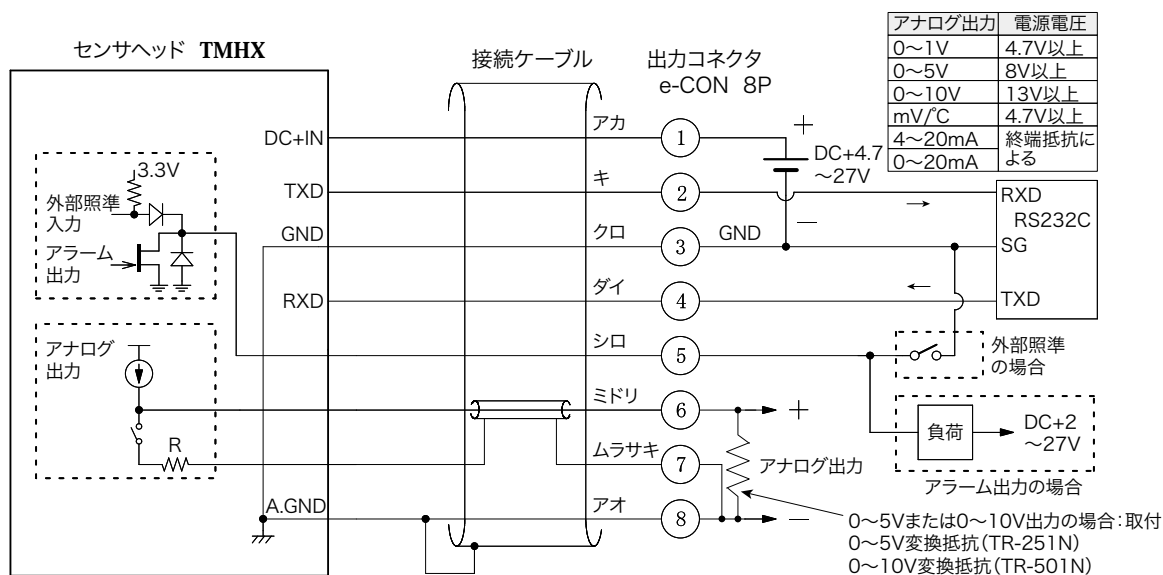 アナログ出力 電源電圧
0～1V 4.7V以上
0～5V 8V以上
0～10V 13V以上
mV/℃ 4.7V以上
4～20mA 終端抵抗に
0～20mA よる
センサヘッド TMHX
接続ケーブル
出力コネクタ
e-CON 8P
DC+IN
アカ
1
+
DC+4.7
～27V
−
3.3V
外部照準
入力
アラーム
出力
TXD
キ
2
→
RXD
RS232C
GND
クロ
3
GND
SG
RXD
ダイ
4
←
TXD
シロ
5
外部照準
の場合
アナログ
出力
R
ミドリ
6
+
負荷
DC+2
～27V
ムラサキ
7
アナログ出力
アラーム出力の場合
A.GND
アオ
8
−
0～5Vまたは0～10V出力の場合：取付
0～5V変換抵抗（TR-251N）
0～10V変換抵抗（TR-501N）